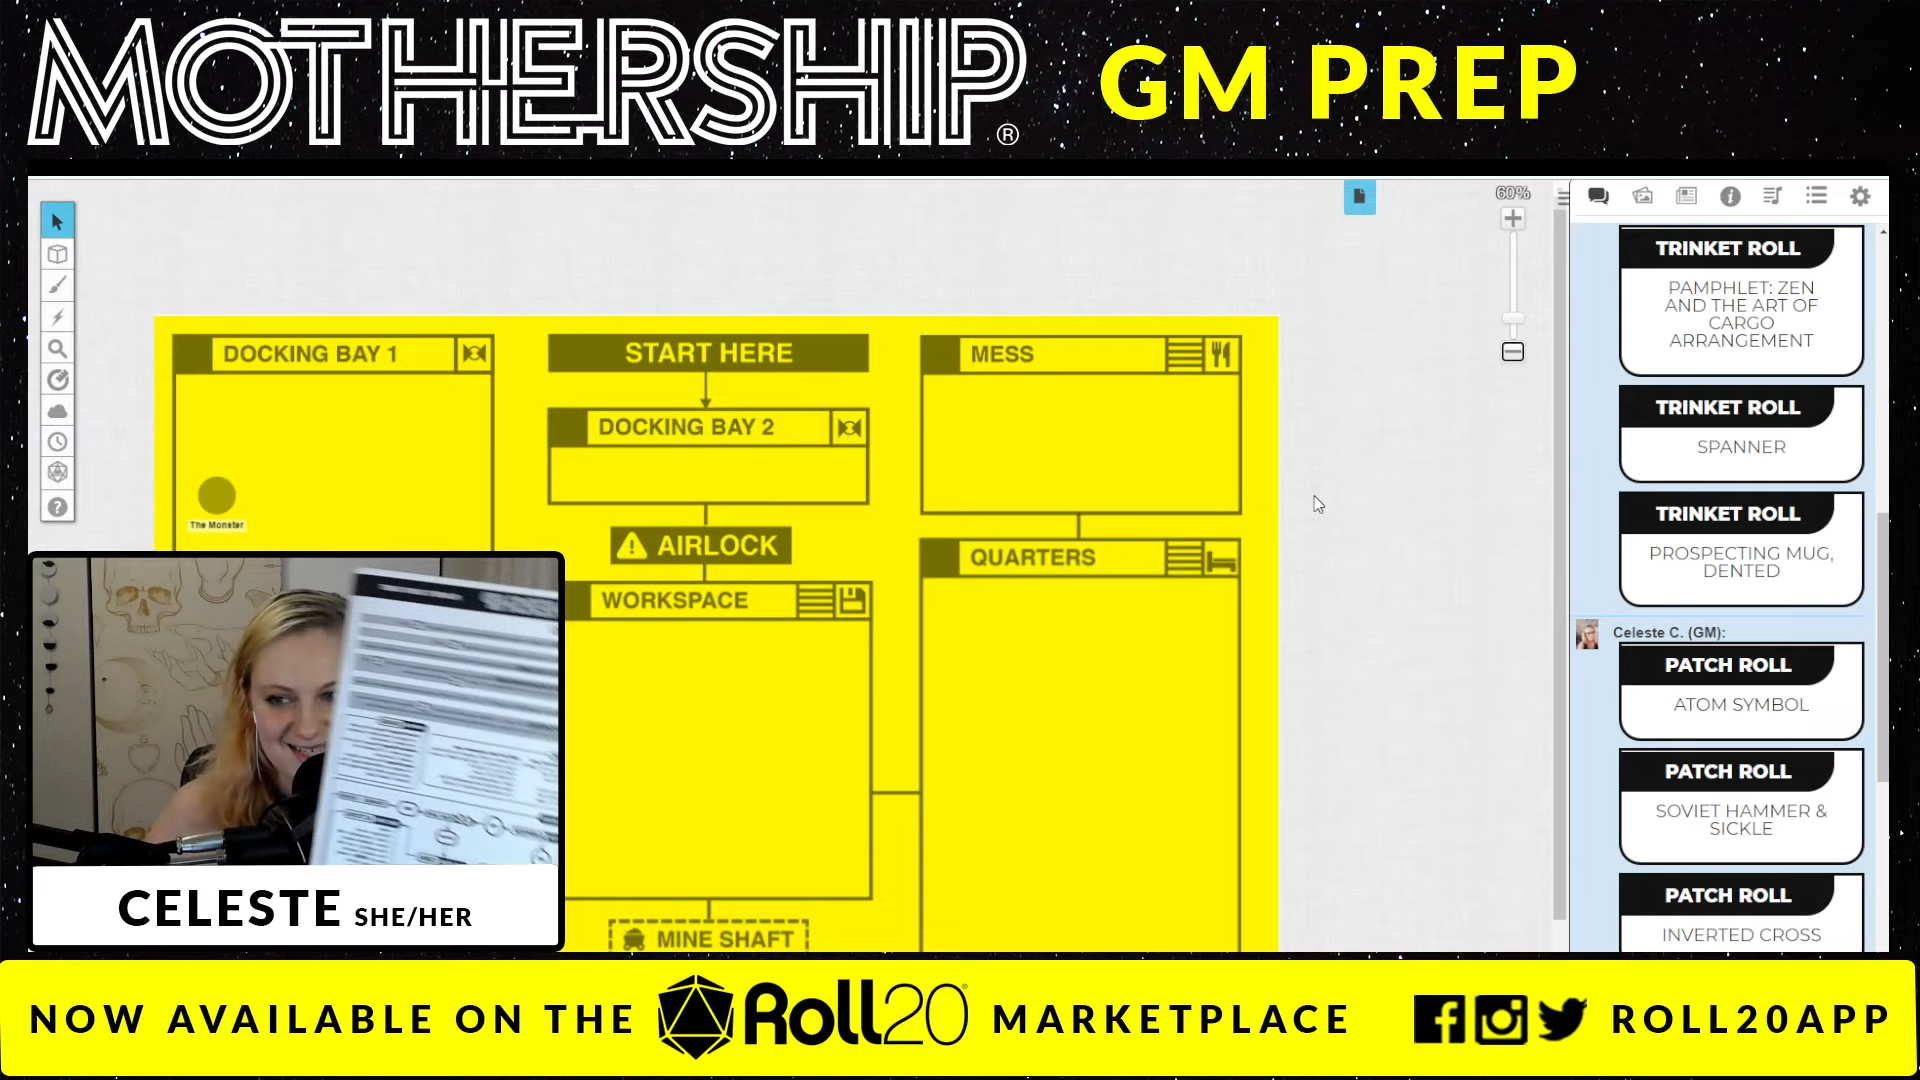 MOTHERSHIP®
GM PREP
60%
DOCKING BAY 1
START HERE
MESS
DOCKING BAY 2
The Monster
AIRLOCK
QUARTERS
WORKSPACE
MINE SHAFT
TRINKET ROLL
PAMPHLET: ZEN
AND THE ART OF
CARGO
ARRANGEMENT
TRINKET ROLL
SPANNER
TRINKET ROLL
PROSPECTING MUG,
DENTED
Celeste C. (GM):
PATCH ROLL
ATOM SYMBOL
PATCH ROLL
SOVIET HAMMER &
SICKLE
PATCH ROLL
INVERTED CROSS
CELESTE SHE/HER
NOW AVAILABLE ON THE Roll20® MARKETPLACE ROLL20APP